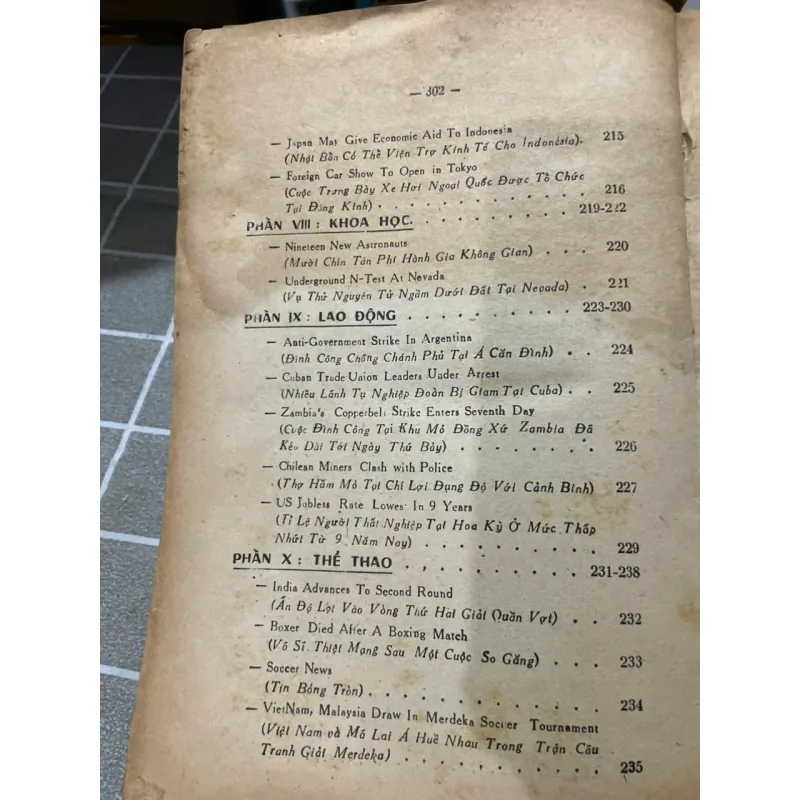 — 302 —
— Japan May Give Economic Aid To Indonesia
(Nhật Bổn Có Thể Viện Trợ Kinh Tế Cho Indonésia). 215
— Foreign Car Show To Open in Tokyo
(Cuộc Trưng Bày Xe Hơi Ngoại Quốc Được Tổ Chức
Tại Đông Kinh) . . . . . . . . . . . 216
PHẦN VIII : KHOA HỌC. . . . . . . . . . 219-222
— Nineteen New Astronauts
(Mười Chín Tân Phi Hành Gia Không Gian) . . . 220
— Underground N-Test At Nevada
(Vụ Thử Nguyên Tử Ngầm Dưới Đất Tại Nevada) . 221
PHẦN IX : LAO ĐỘNG . . . . . . . . . . 223-230
— Anti-Government Strike In Argentina
(Đình Công Chống Chánh Phủ Tại Á Căn Đình) . . 224
— Cuban Trade Union Leaders Under Arrest
(Nhiều Lãnh Tụ Nghiệp Đoàn Bị Giam Tại Cuba) . . 225
— Zambia's Copperbelt Strike Enters Seventh Day
(Cuộc Đình Công Tại Khu Mỏ Đồng Xứ Zambia Đã
Kéo Dài Tới Ngày Thứ Bảy) . . . . . . . . 226
— Chilean Miners Clash with Police
(Thợ Hầm Mỏ Tại Chi Lợi Đụng Độ Với Cảnh Binh) 227
— US Jobless Rate Lowest In 9 Years
(Tỉ Lệ Người Thất Nghiệp Tại Hoa Kỳ Ở Mức Thấp
Nhứt Từ 9 Năm Nay) . . . . . . . . . . 229
PHẦN X : THỂ THAO . . . . . . . . . . 231-238
— India Advances To Second Round
(Ấn Độ Lọt Vào Vòng Thứ Hai Giải Quần Vợt) . . 232
— Boxer Died After A Boxing Match
(Võ Sĩ Thiệt Mạng Sau Một Cuộc So Găng) . . . 233
— Soccer News
(Tin Bóng Tròn) . . . . . . . . . . . . 234
— VietNam, Malaysia Draw In Merdeka Soccer Tournament
(Việt Nam và Mã Lai Á Huề Nhau Trong Trận Cầu
Tranh Giải Merdeka) . . . . . . . . . . 235